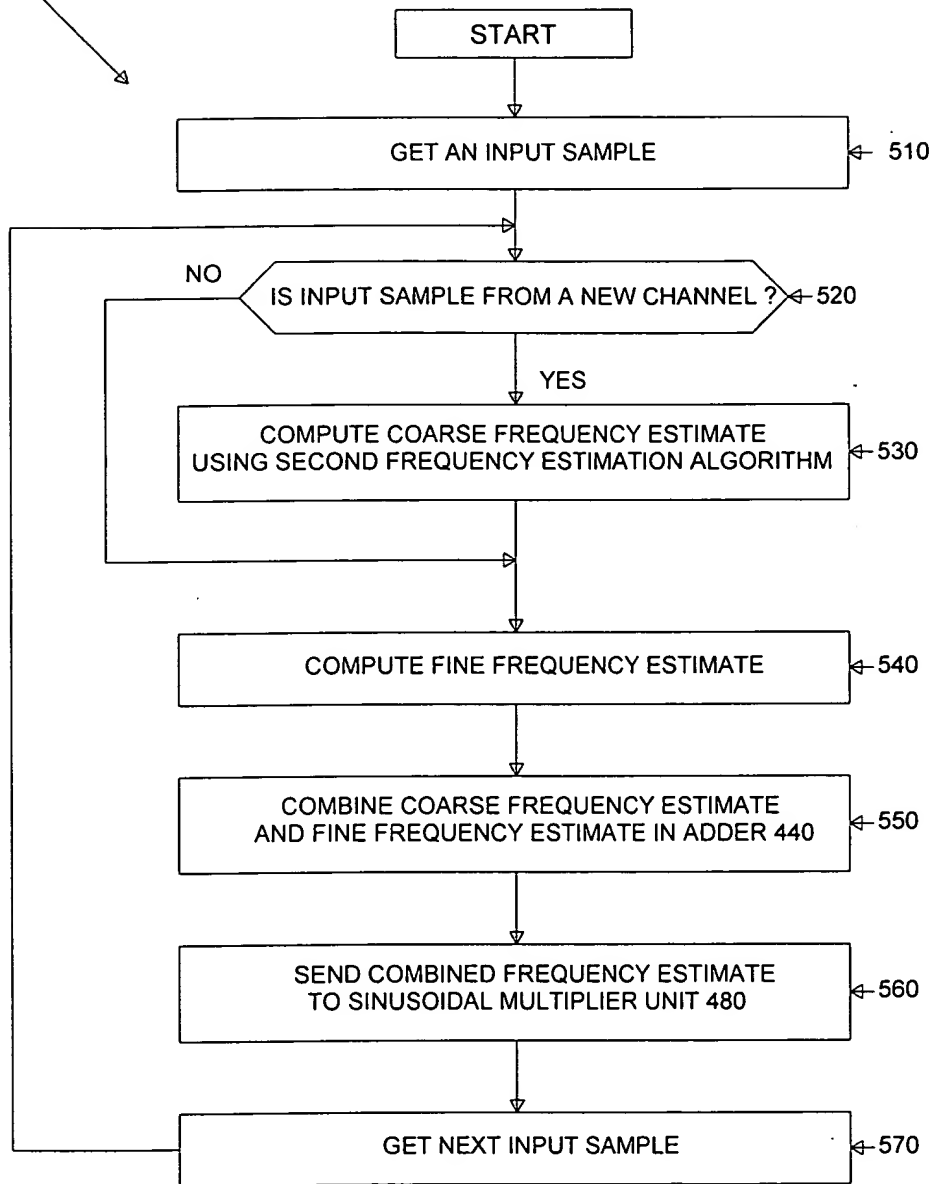 START
GET AN INPUT SAMPLE
510
NO
IS INPUT SAMPLE FROM A NEW CHANNEL ?
520
YES
COMPUTE COARSE FREQUENCY ESTIMATE
USING SECOND FREQUENCY ESTIMATION ALGORITHM
530
COMPUTE FINE FREQUENCY ESTIMATE
540
COMBINE COARSE FREQUENCY ESTIMATE
AND FINE FREQUENCY ESTIMATE IN ADDER 440
550
SEND COMBINED FREQUENCY ESTIMATE
TO SINUSOIDAL MULTIPLIER UNIT 480
560
GET NEXT INPUT SAMPLE
570